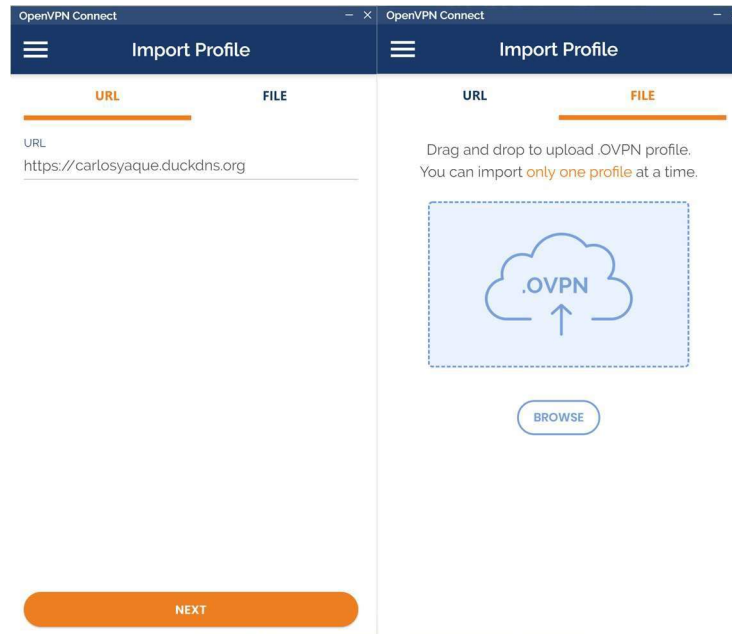 OpenVPN Connect
Import Profile
URL
FILE
URL
https://carlosyaque.duckdns.org
NEXT
OpenVPN Connect
Import Profile
URL
FILE
Drag and drop to upload .OVPN profile.
You can import only one profile at a time.
.OVPN
BROWSE